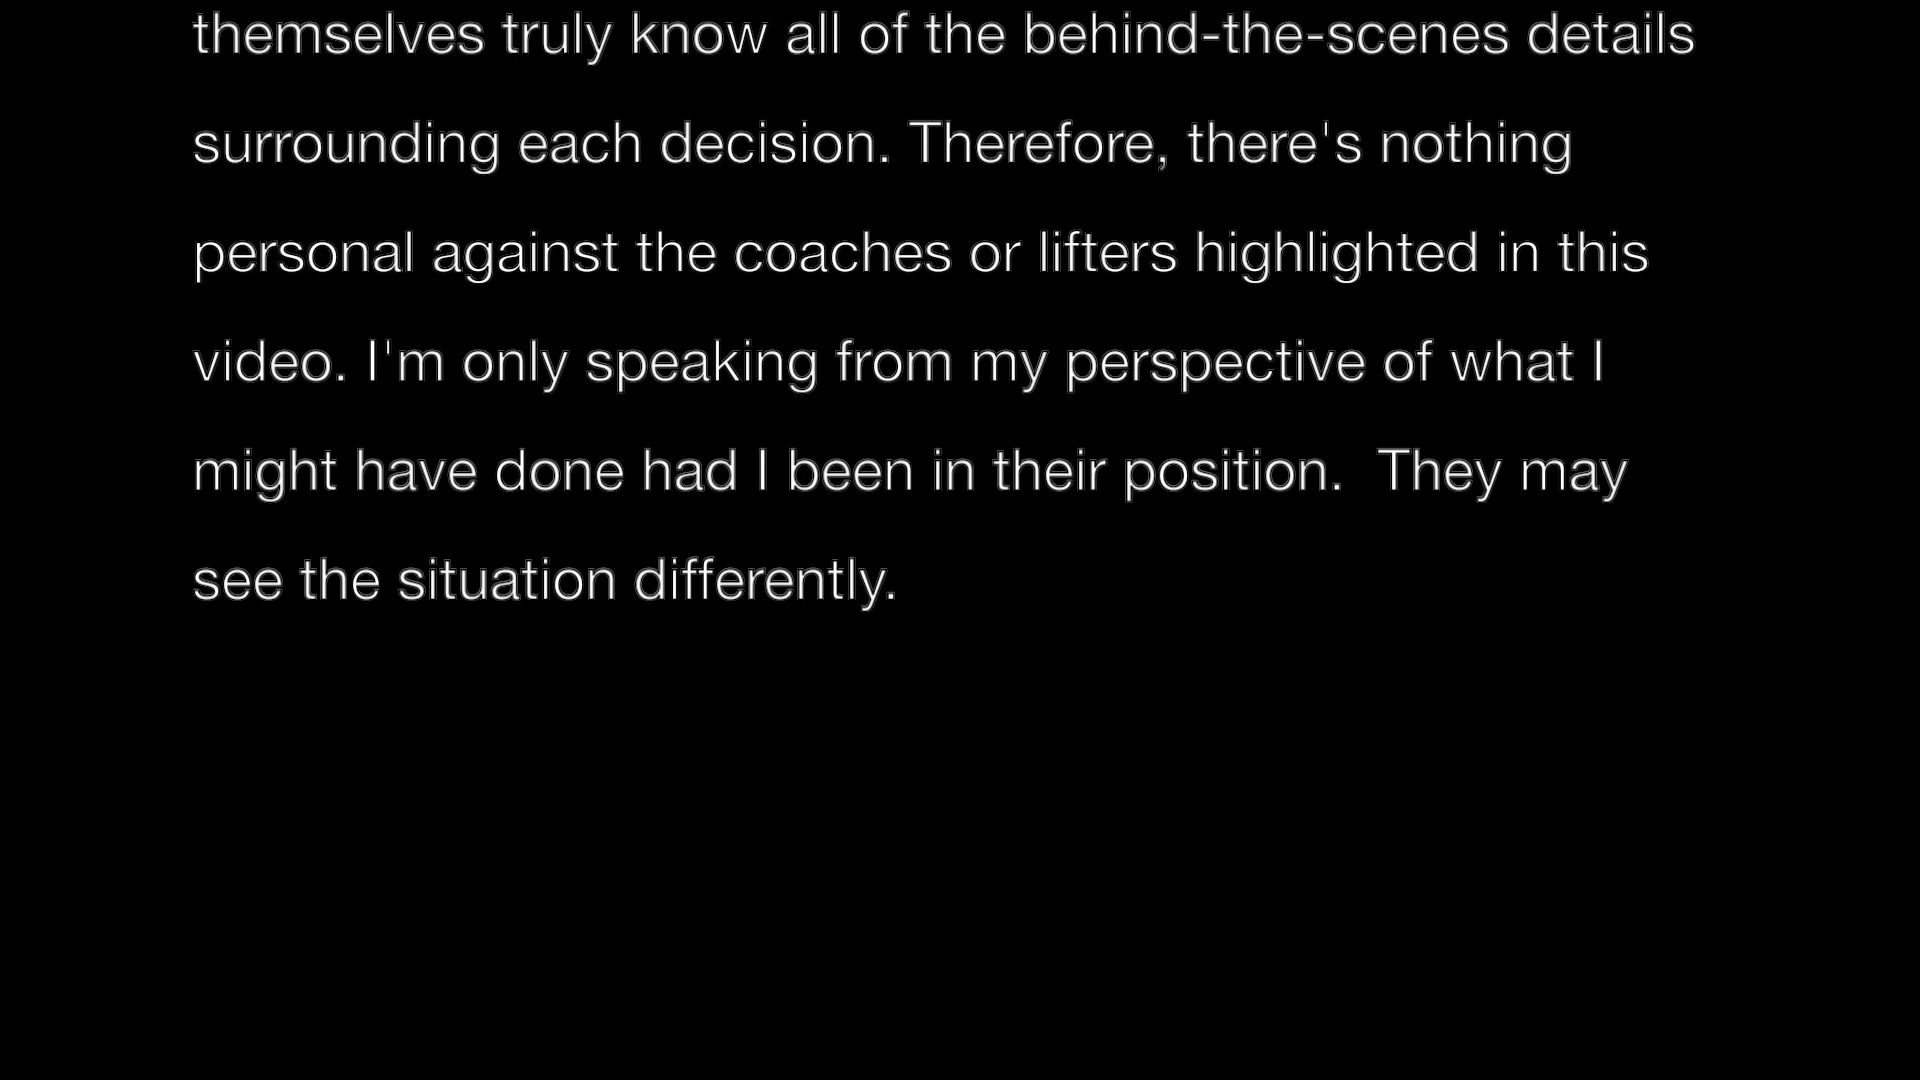 themselves truly know all of the behind-the-scenes details
surrounding each decision. Therefore, there's nothing
personal against the coaches or lifters highlighted in this
video. I'm only speaking from my perspective of what I
might have done had I been in their position.  They may
see the situation differently.